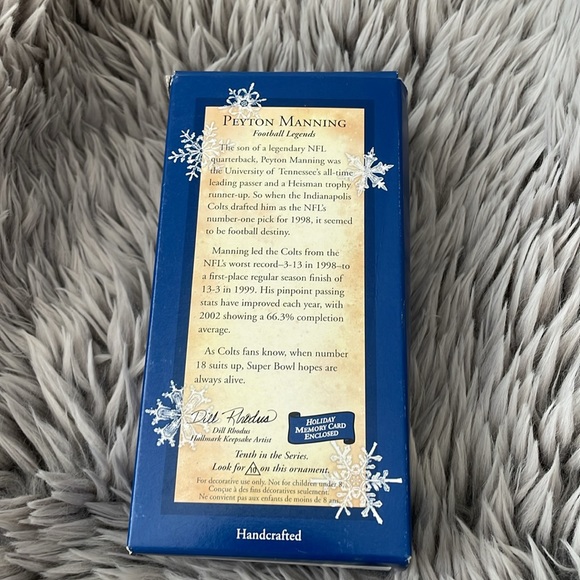 PEYTON MANNING
Football Legends
The son of a legendary NFL
quarterback, Peyton Manning was
the University of Tennessee's all-time
leading passer and a Heisman trophy
runner-up. So when the Indianapolis
Colts drafted him as the NFL's
number-one pick for 1998, it seemed
to be football destiny.
Manning led the Colts from the
NFL's worst record–3-13 in 1998–to
a first-place regular season finish of
13-3 in 1999. His pinpoint passing
stats have improved each year, with
2002 showing a 66.3% completion
average.
As Colts fans know, when number
18 suits up, Super Bowl hopes are
always alive.
Dill Rhodus
Dill Rhodus
Hallmark Keepsake Artist
HOLIDAY
MEMORY CARD
ENCLOSED
Tenth in the Series.
Look for 10 on this ornament.
For decorative use only. Not for children under 8.
Conçue à des fins décoratives seulement.
Ne convient pas aux enfants de moins de 8 ans.
Handcrafted